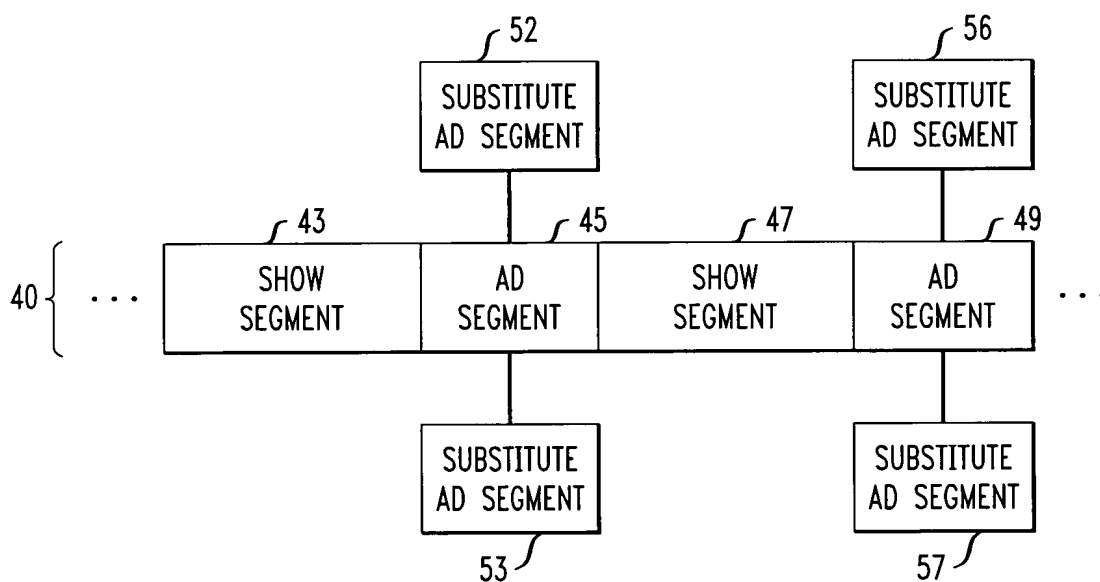 52
56
SUBSTITUTE
AD SEGMENT
SUBSTITUTE
AD SEGMENT
43
45
47
49
40
...
SHOW
SEGMENT
AD
SEGMENT
SHOW
SEGMENT
AD
SEGMENT
...
SUBSTITUTE
AD SEGMENT
SUBSTITUTE
AD SEGMENT
53
57